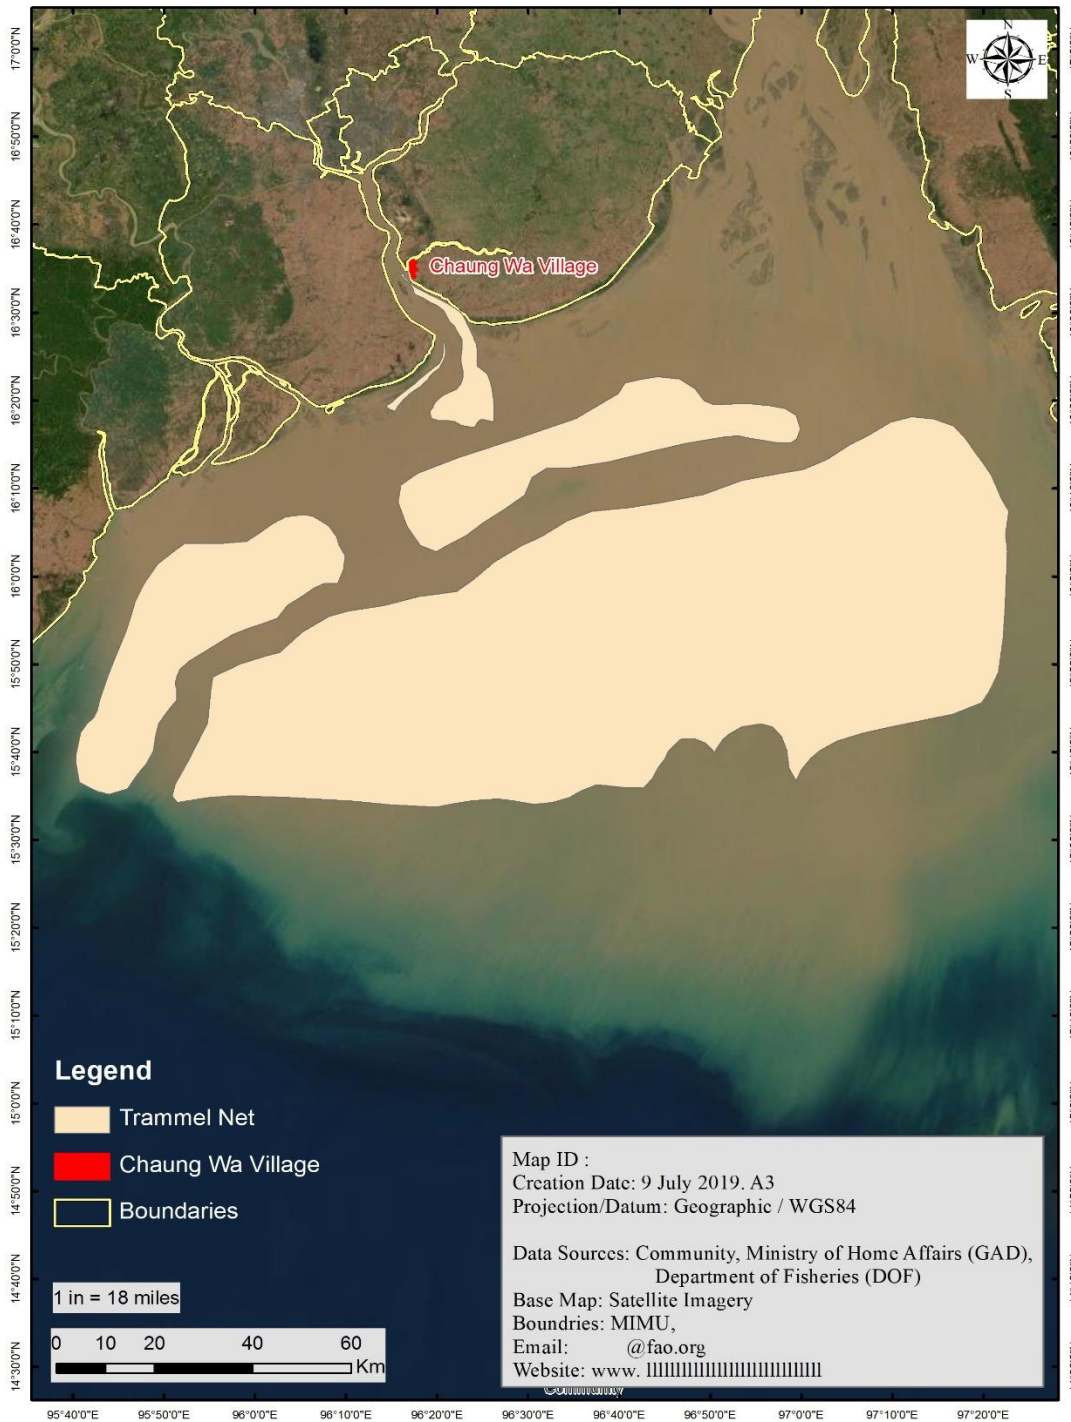 N
W E
S
17°0'0"N
16°50'0"N
16°40'0"N
16°30'0"N
16°20'0"N
16°10'0"N
16°0'0"N
15°50'0"N
15°40'0"N
15°30'0"N
15°20'0"N
15°10'0"N
15°0'0"N
14°50'0"N
14°40'0"N
14°30'0"N
Chaung Wa Village
Legend
Trammel Net
Chaung Wa Village
Boundaries
1 in = 18 miles
0 10 20 40 60
Km
Map ID :
Creation Date: 9 July 2019. A3
Projection/Datum: Geographic / WGS84
Data Sources: Community, Ministry of Home Affairs (GAD),
Department of Fisheries (DOF)
Base Map: Satellite Imagery
Boundries: MIMU,
Email: @fao.org
Website: www.
Community
95°40'0"E 95°50'0"E 96°0'0"E 96°10'0"E 96°20'0"E 96°30'0"E 96°40'0"E 96°50'0"E 97°0'0"E 97°10'0"E 97°20'0"E